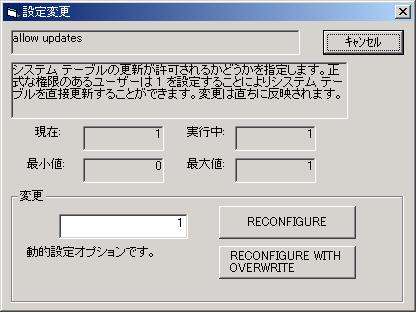 設定変更
allow updates
キャンセル
システム テーブルの更新が許可されるかどうかを指定します。正
式な権限のあるユーザーは 1 を設定することによりシステム テー
ブルを直接更新することができます。変更は直ちに反映されます。
現在: 1 実行中: 1
最小値: 0 最大値: 1
変更
1 RECONFIGURE
動的設定オプションです。
RECONFIGURE WITH
OVERWRITE